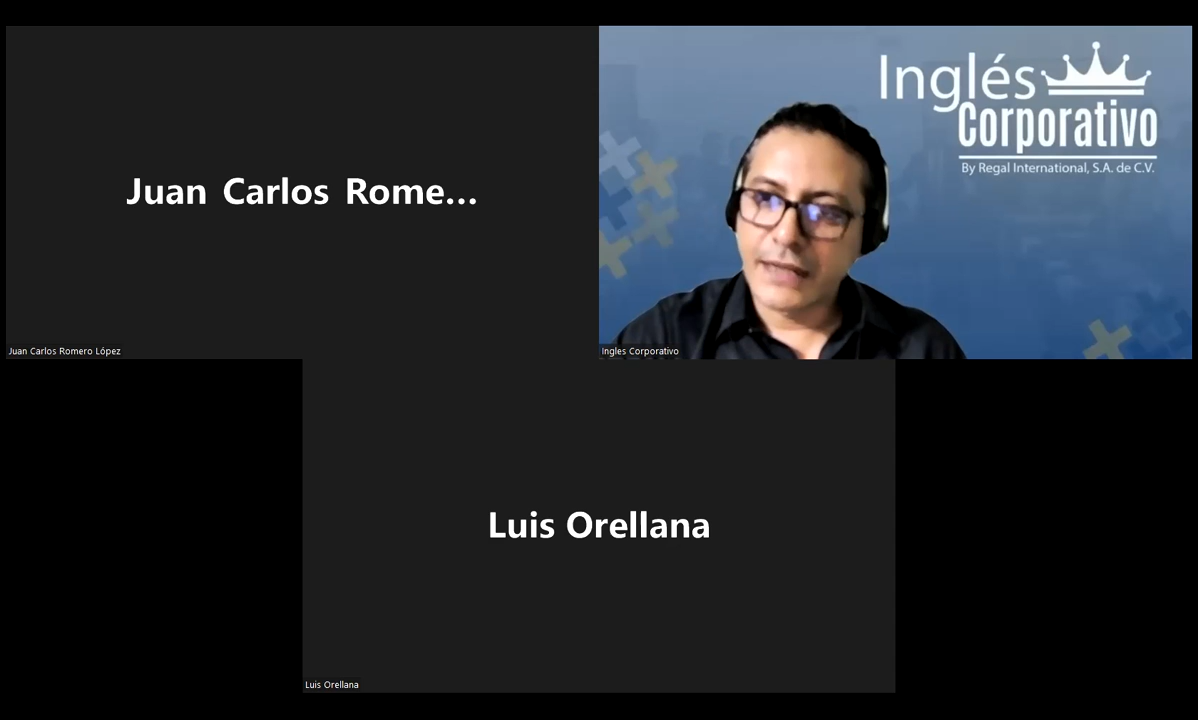 Juan Carlos Rome...
Juan Carlos Romero López
Inglés
Corporativo
By Regal International, S.A. de C.V.
Ingles Corporativo
Luis Orellana
Luis Orellana